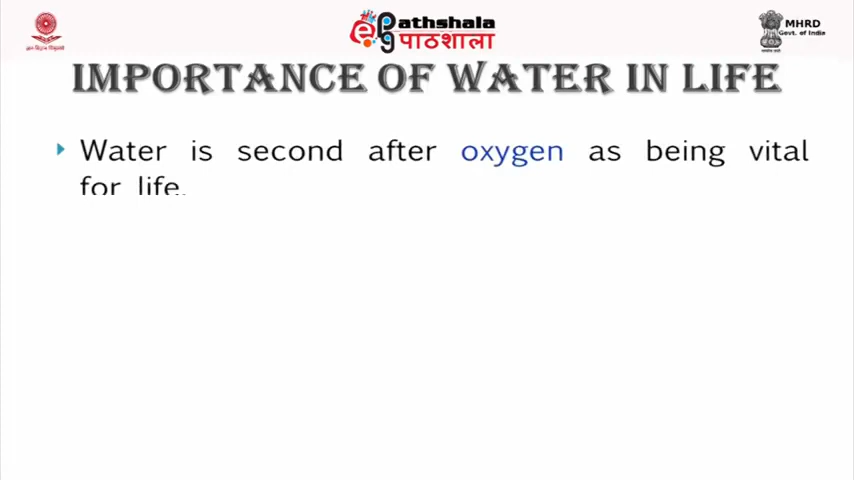 ePathshala
पाठशाला
MHRD
Govt. of India
IMPORTANCE OF WATER IN LIFE
Water is second after oxygen as being vital
for life.